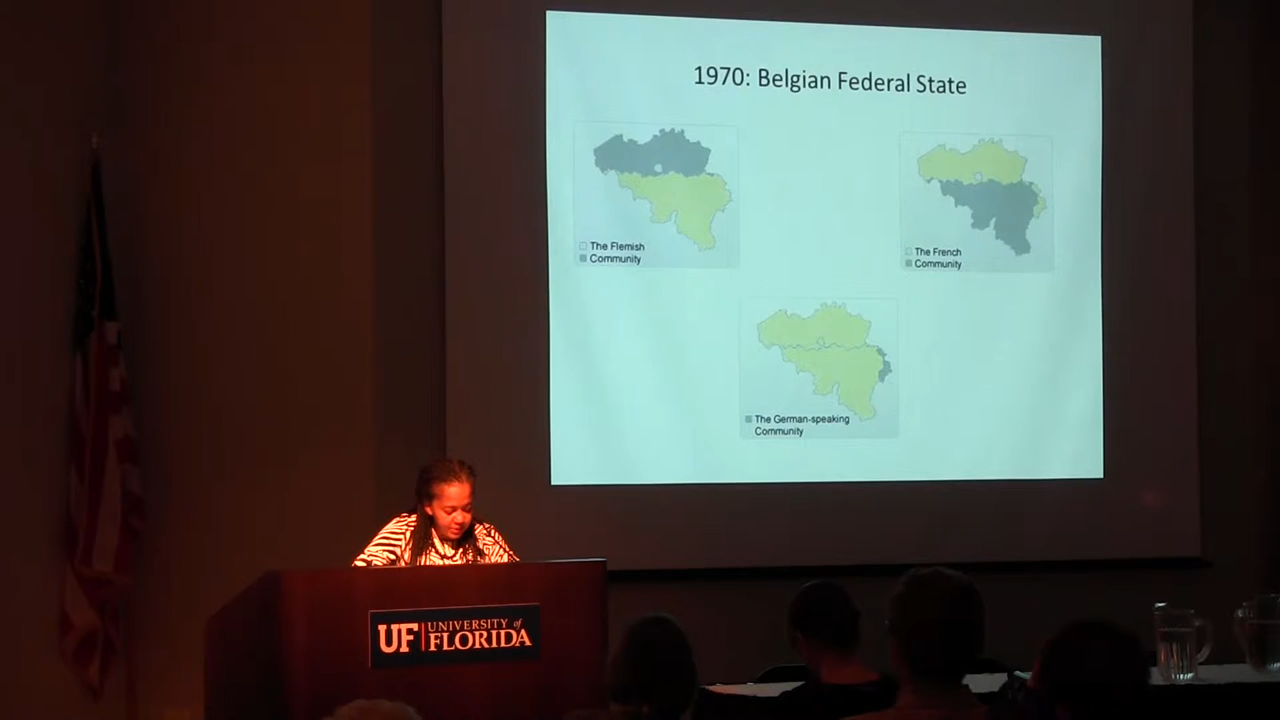 1970: Belgian Federal State
The Flemish
Community
The French
Community
The German-speaking
Community
UF UNIVERSITY of
FLORIDA